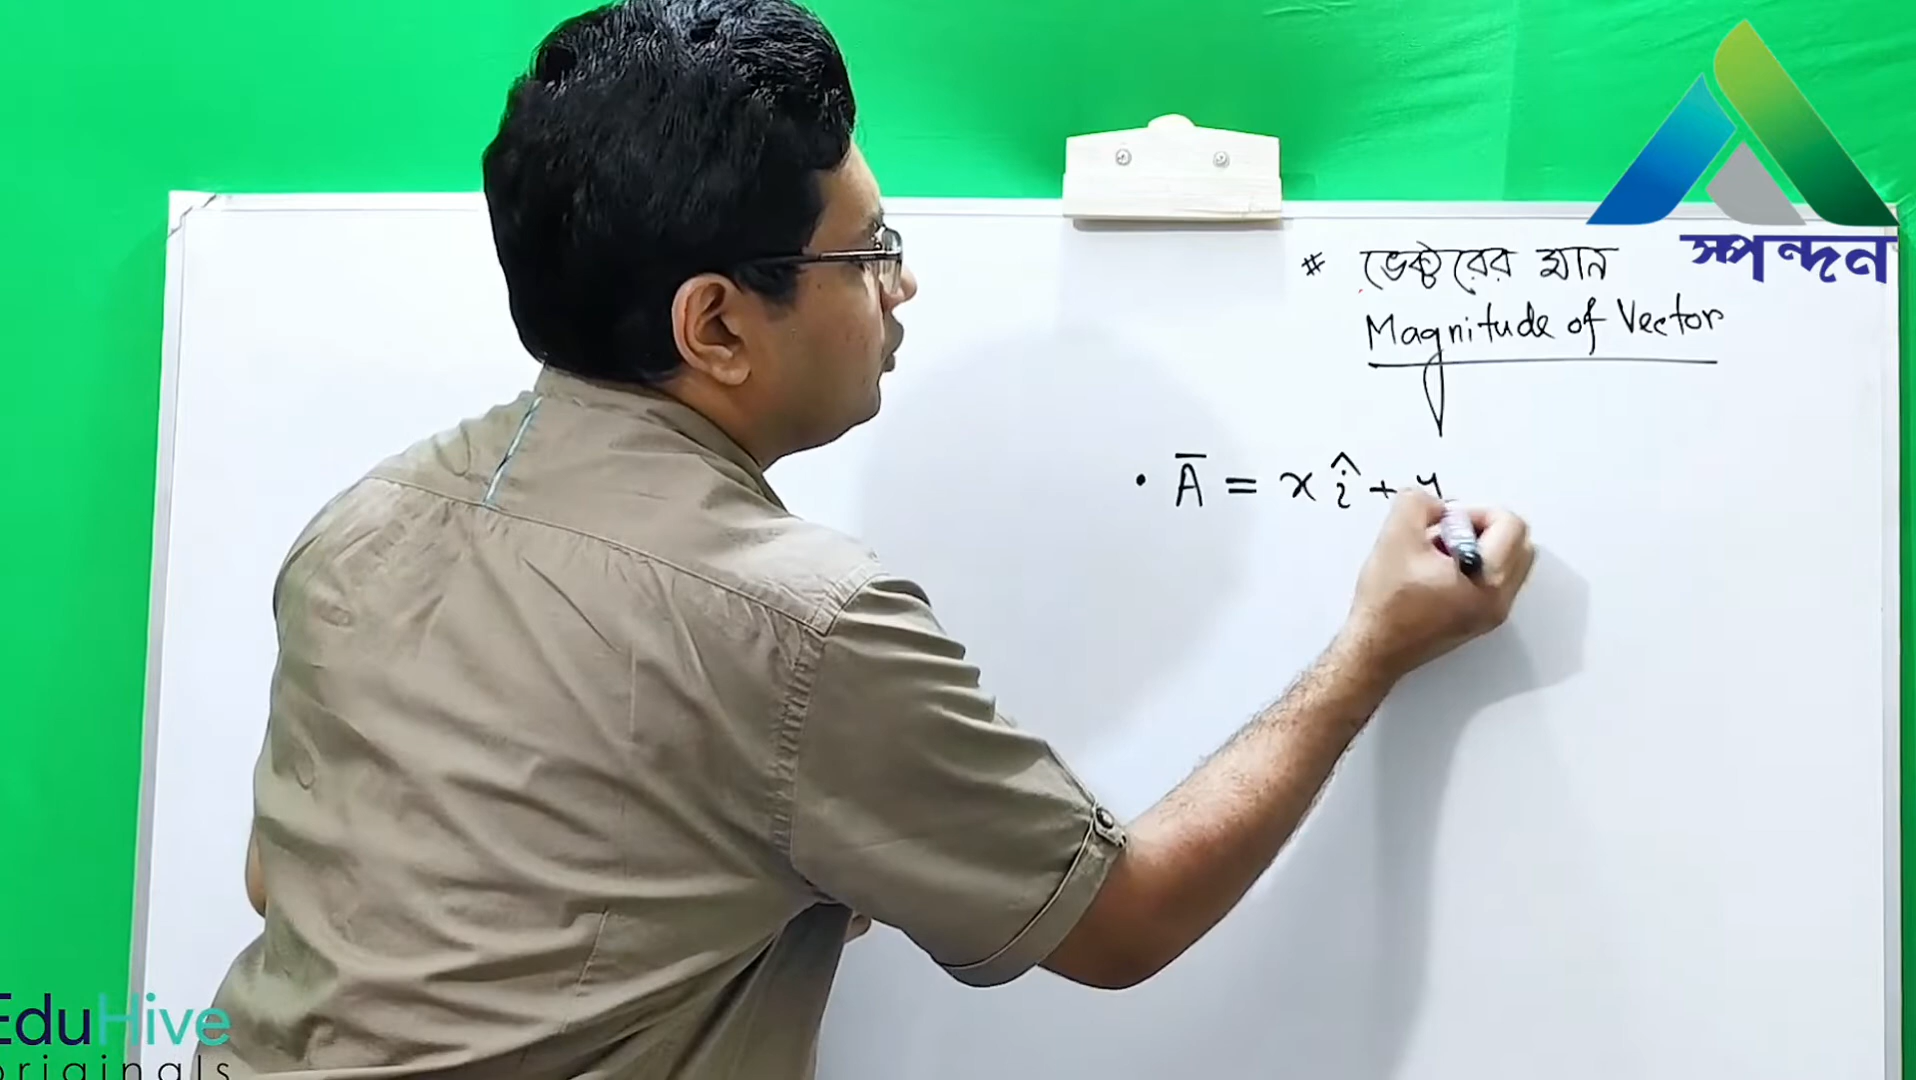 স্পন্দন
# ভেক্টরের মান
Magnitude of Vector
• A̅ = x î + y
EduHive
originals